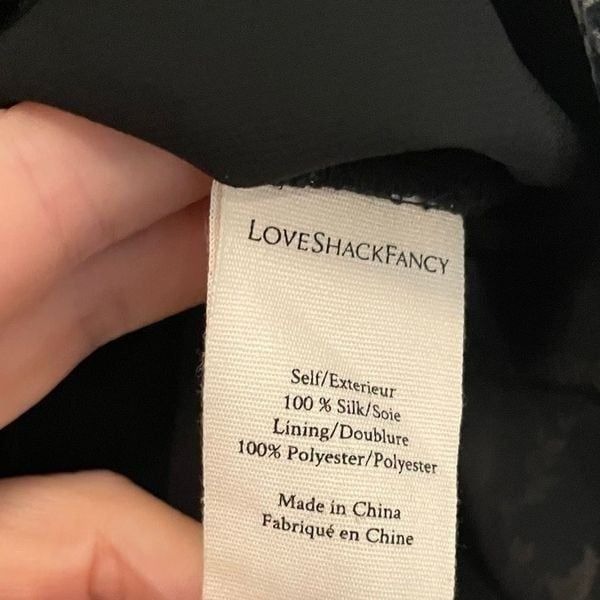 LOVESHACKFANCY
Self/Exterieur
100 % Silk/Soie
Lining/Doublure
100% Polyester/Polyester
Made in China
Fabriqué en Chine